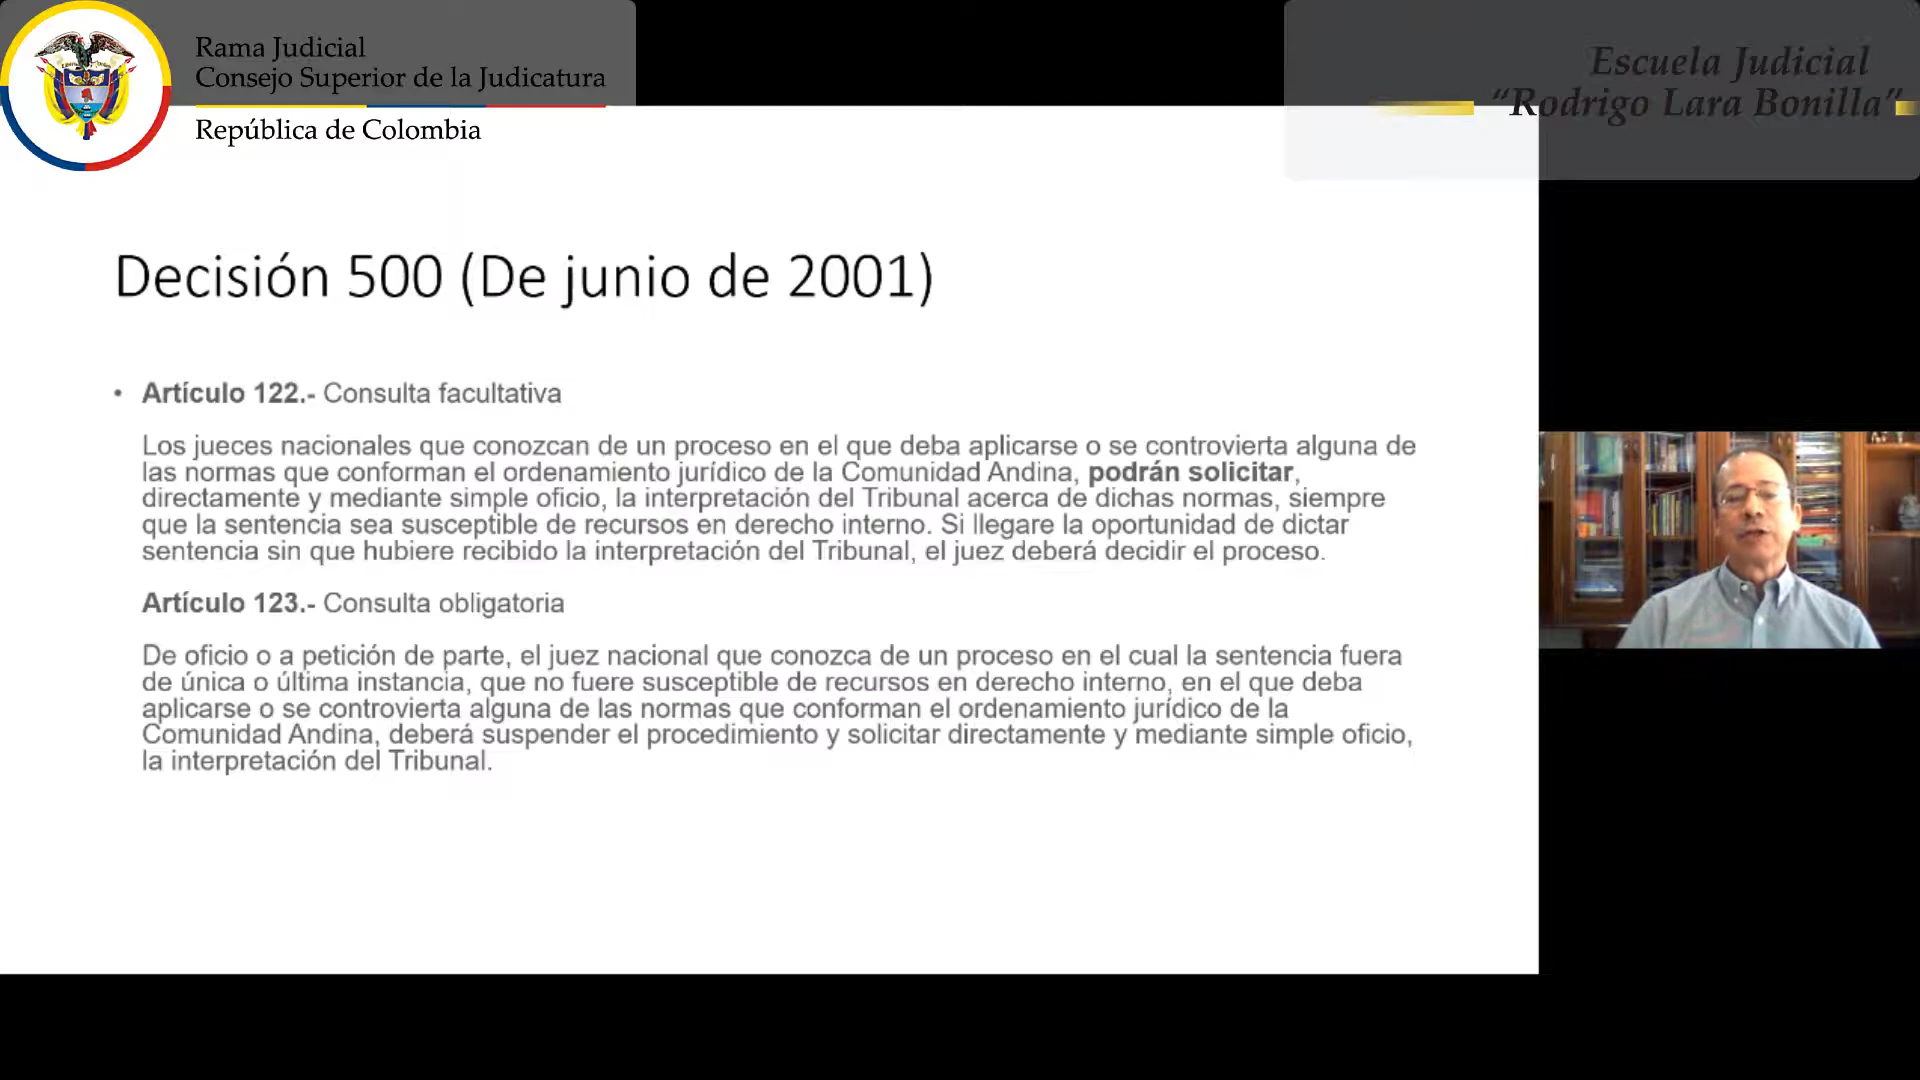 Rama Judicial
Consejo Superior de la Judicatura
República de Colombia
Escuela Judicial
“Rodrigo Lara Bonilla”
Decisión 500 (De junio de 2001)
• Artículo 122.- Consulta facultativa
Los jueces nacionales que conozcan de un proceso en el que deba aplicarse o se controvierta alguna de
las normas que conforman el ordenamiento jurídico de la Comunidad Andina, podrán solicitar,
directamente y mediante simple oficio, la interpretación del Tribunal acerca de dichas normas, siempre
que la sentencia sea susceptible de recursos en derecho interno. Si llegare la oportunidad de dictar
sentencia sin que hubiere recibido la interpretación del Tribunal, el juez deberá decidir el proceso.
Artículo 123.- Consulta obligatoria
De oficio o a petición de parte, el juez nacional que conozca de un proceso en el cual la sentencia fuera
de única o última instancia, que no fuere susceptible de recursos en derecho interno, en el que deba
aplicarse o se controvierta alguna de las normas que conforman el ordenamiento jurídico de la
Comunidad Andina, deberá suspender el procedimiento y solicitar directamente y mediante simple oficio,
la interpretación del Tribunal.